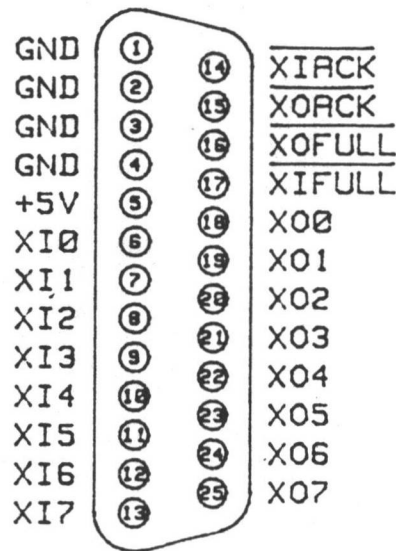 GND 1
GND 2
GND 3
GND 4
+5V 5
XI0 6
XI1 7
XI2 8
XI3 9
XI4 10
XI5 11
XI6 12
XI7 13
14 XIACK
15 XOACK
16 XOFULL
17 XIFULL
18 XO0
19 XO1
20 XO2
21 XO3
22 XO4
23 XO5
24 XO6
25 XO7